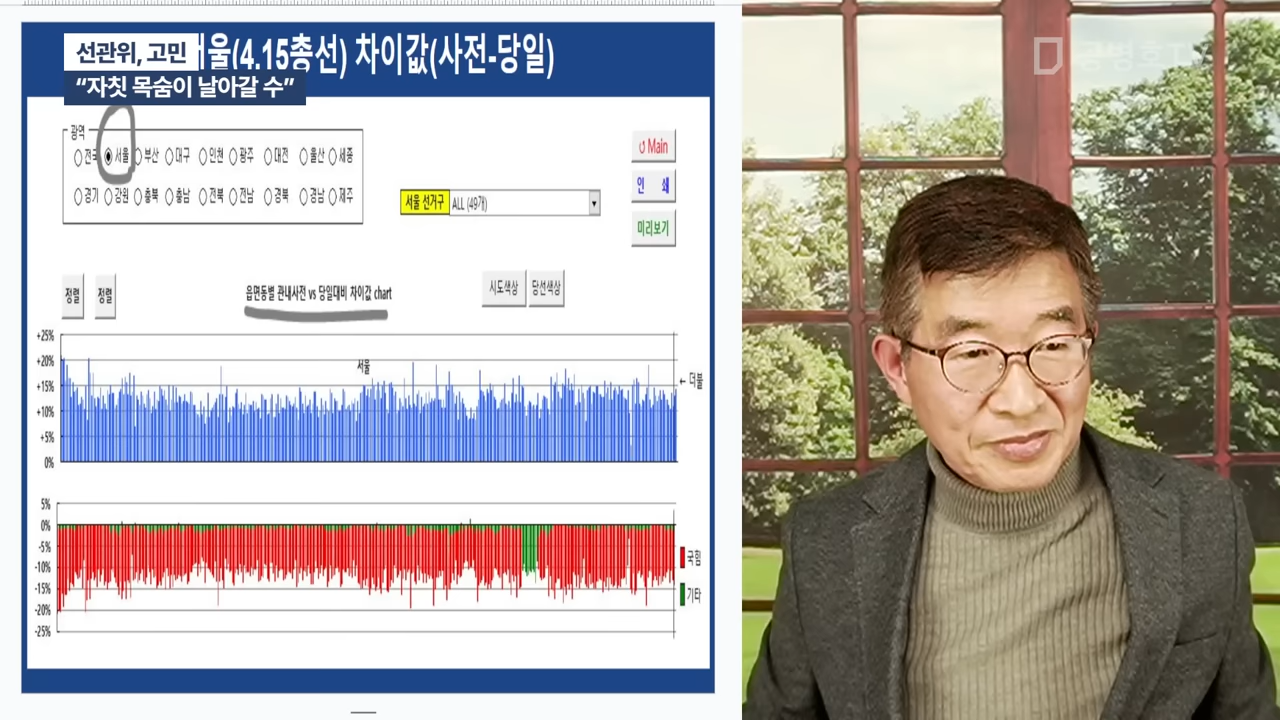 선관위, 고민
서울(4.15총선) 차이값(사전-당일)
“자칫 목숨이 날아갈 수”
공병호TV
광역
전국 서울 부산 대구 인천 광주 대전 울산 세종
경기 강원 충북 충남 전북 전남 경북 경남 제주
서울 선거구 ALL (49개)
↺ Main
인 쇄
미리보기
정렬 정렬
읍면동별 관내사전 vs 당일대비 차이값 chart
시도색상 당선색상
+25%
+20%
+15%
+10%
+5%
0%
서울
← 더불
5%
0%
-5%
-10%
-15%
-20%
-25%
국힘
기타